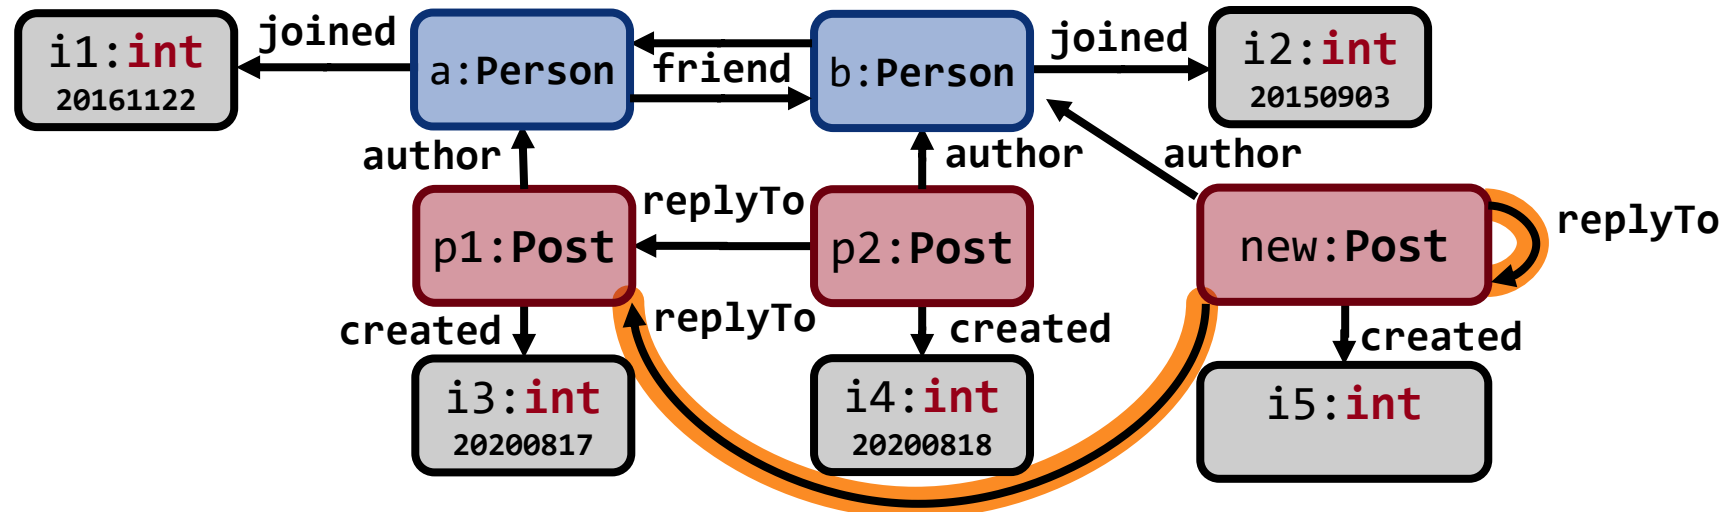 i1:int
20161122
joined
a:Person
friend
b:Person
joined
i2:int
20150903
author
author
author
p1:Post
replyTo
p2:Post
new:Post
replyTo
created
replyTo
created
created
i3:int
20200817
i4:int
20200818
i5:int